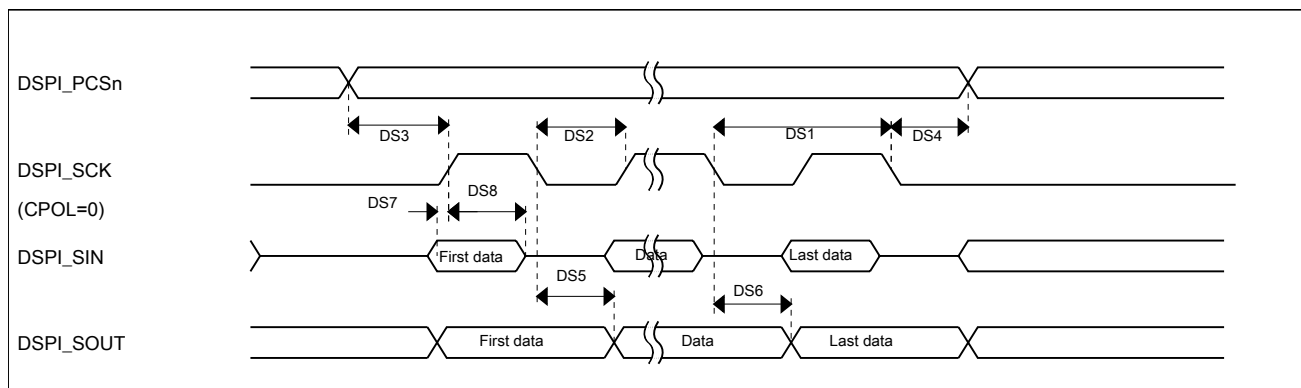 DSPI_PCSn
DS3
DS2
DS1
DS4
DSPI_SCK
(CPOL=0)
DS7
DS8
DSPI_SIN
First data
Data
Last data
DS5
DS6
DSPI_SOUT
First data
Data
Last data